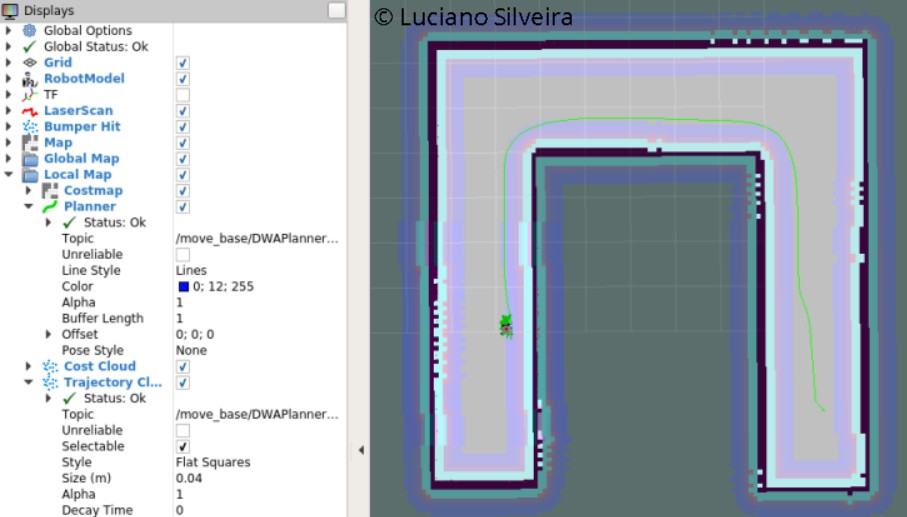 Displays
© Luciano Silveira
Global Options
Global Status: Ok
Grid
RobotModel
TF
LaserScan
Bumper Hit
Map
Global Map
Local Map
Costmap
Planner
Status: Ok
Topic /move_base/DWAPlanner...
Unreliable
Line Style Lines
Color 0; 12; 255
Alpha 1
Buffer Length 1
Offset 0; 0; 0
Pose Style None
Cost Cloud
Trajectory Cl...
Status: Ok
Topic /move_base/DWAPlanner...
Unreliable
Selectable
Style Flat Squares
Size (m) 0.04
Alpha 1
Decay Time 0